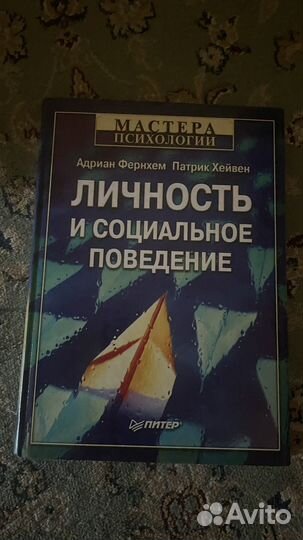 МАСТЕРА
ПСИХОЛОГИИ
Адриан Фернхем Патрик Хейвен
ЛИЧНОСТЬ
И СОЦИАЛЬНОЕ
ПОВЕДЕНИЕ
ПИТЕР
Avito